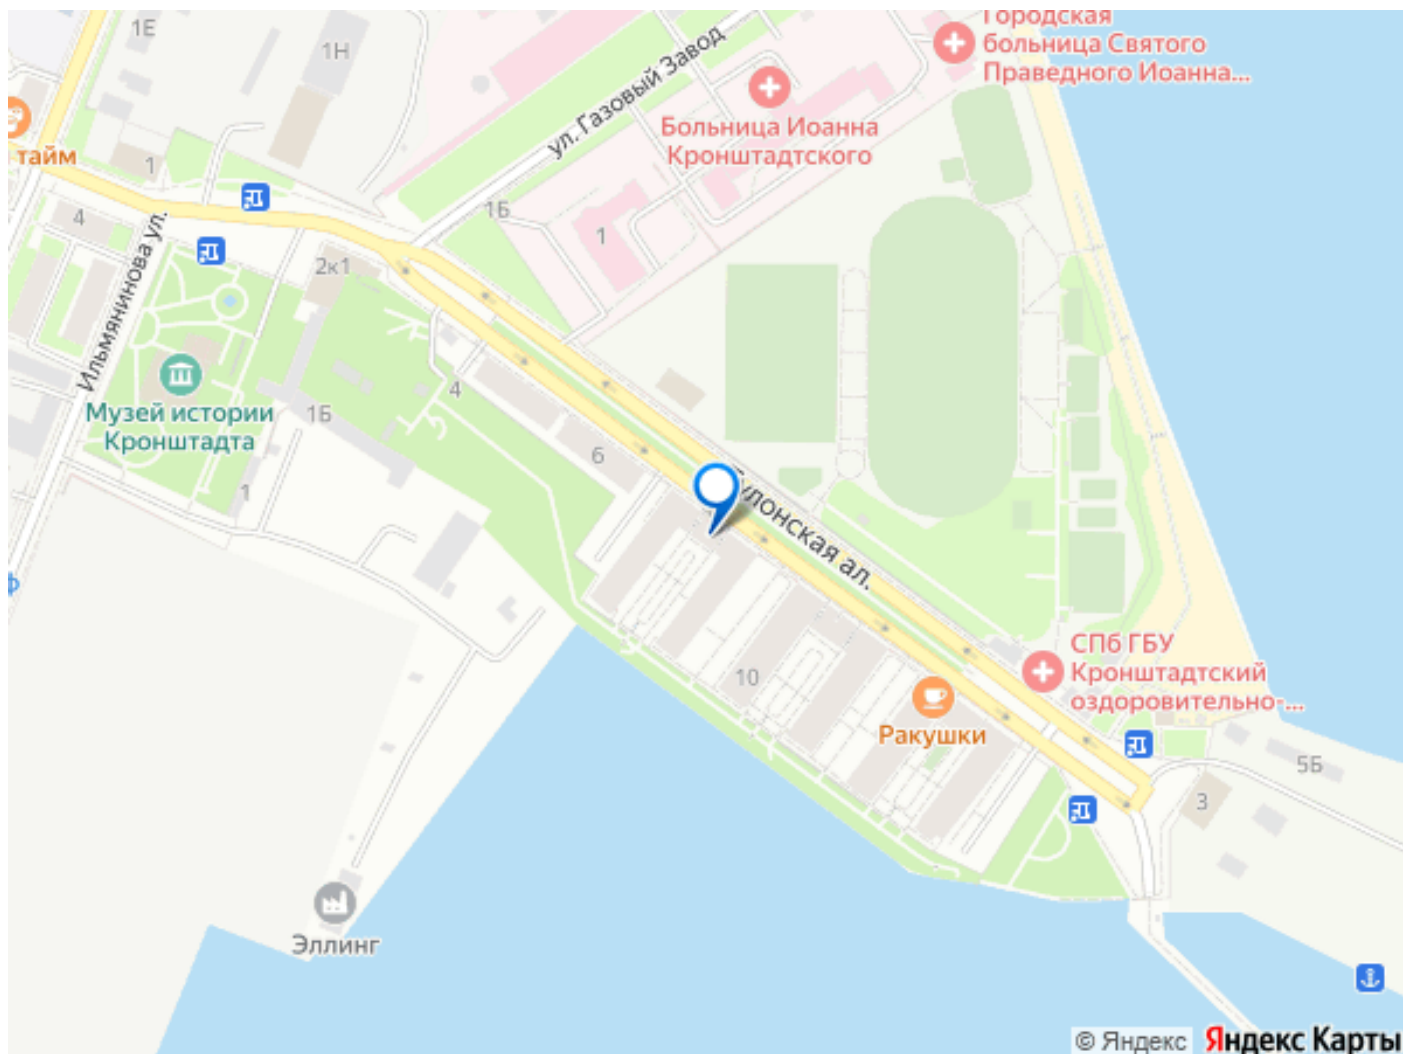 1Е
1Н
Городская
больница Святого
Праведного Иоанна...
ул. Газовый Завод
Больница Иоанна
Кронштадтского
тайм
1
4
Ильмянинова ул.
1Б
1
2к1
Музей истории
Кронштадта
1Б
4
6
1
Тулонская ал.
10
СПб ГБУ
Кронштадтский
оздоровительно-...
Ракушки
5Б
3
Эллинг
© Яндекс
Яндекс Карты